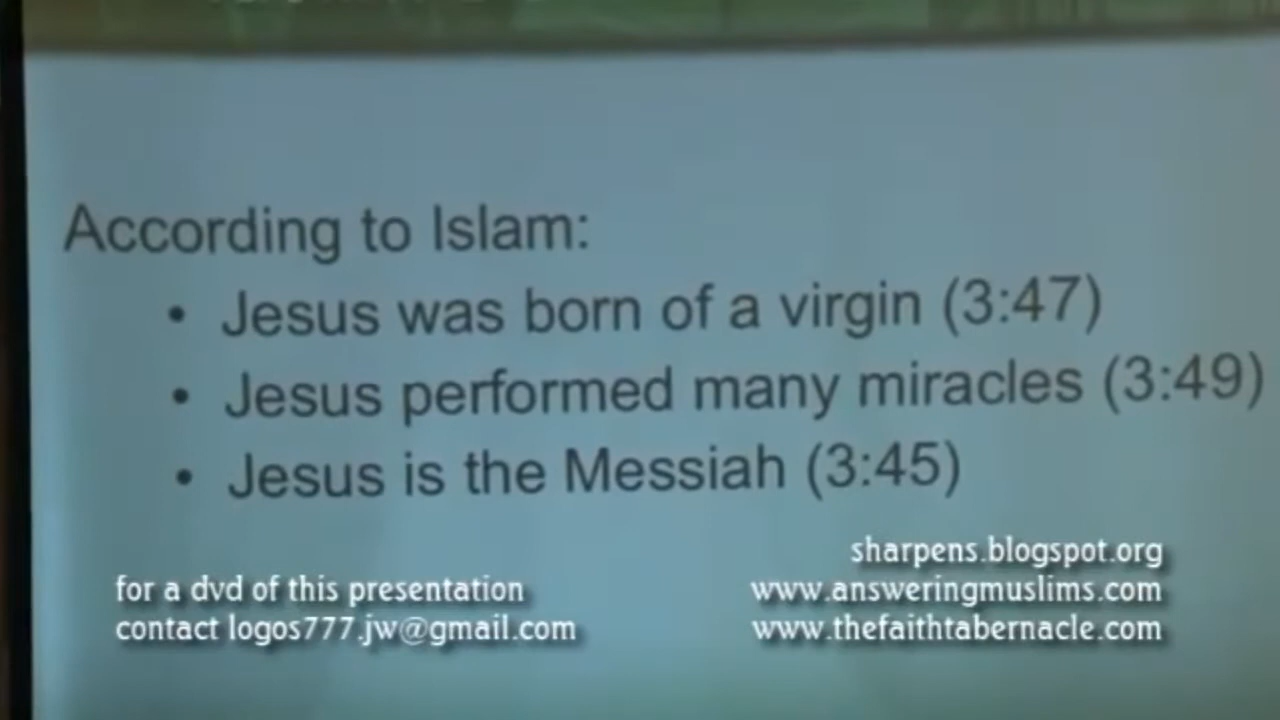 According to Islam:
• Jesus was born of a virgin (3:47)
• Jesus performed many miracles (3:49)
• Jesus is the Messiah (3:45)
sharpens.blogspot.org
for a dvd of this presentation
www.answeringmuslims.com
contact logos777.jw@gmail.com
www.thefaithtabernacle.com